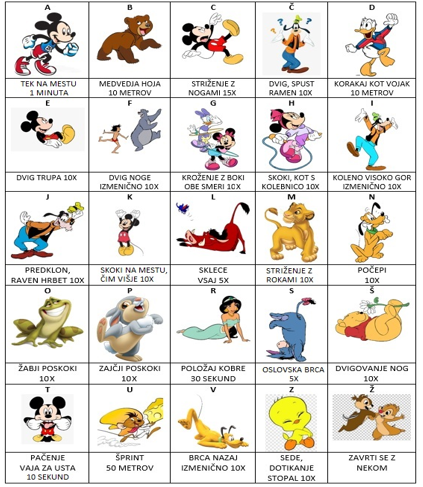 A
B
C
Č
D
TEK NA MESTU
1 MINUTA
MEDVEDJA HOJA
10 METROV
STRIŽENJE Z
NOGAMI 15X
DVIG, SPUST
RAMEN 10X
KORAKAJ KOT VOJAK
10 METROV
E
F
G
H
I
DVIG TRUPA 10X
DVIG NOGE
IZMENIČNO 10X
KROŽENJE Z BOKI
OBE SMERI 10X
SKOKI, KOT S
KOLEBNICO 10X
KOLENO VISOKO GOR
IZMENIČNO 10X
J
K
L
M
N
PREDKLON,
RAVEN HRBET 10X
SKOKI NA MESTU,
ČIM VIŠJE 10X
SKLECE
VSAJ 5X
STRIŽENJE Z
ROKAMI 10X
POČEPI
10X
O
P
R
S
Š
ŽABJI POSKOKI
10X
ZAJČJI POSKOKI
10X
POLOŽAJ KOBRE
30 SEKUND
OSLOVSKA BRCA
5X
DVIGOVANJE NOG
10X
T
U
V
Z
Ž
PAČENJE
VAJA ZA USTA
10 SEKUND
ŠPRINT
50 METROV
BRCA NAZAJ
IZMENIČNO 10X
SEDE,
DOTIKANJE
STOPAL 10X
ZAVRTI SE Z
NEKOM